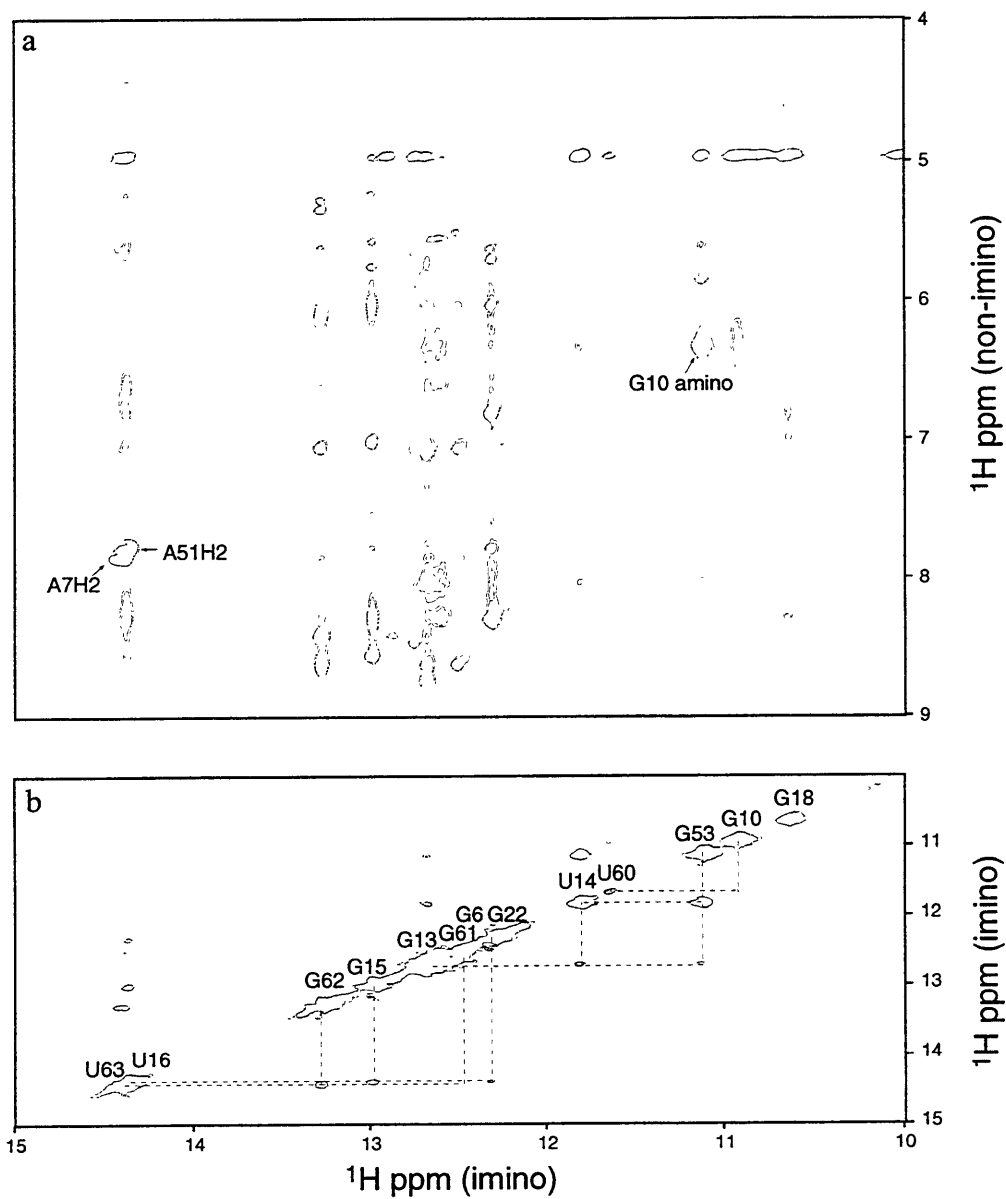 a
4
5
6
7
8
9
¹H ppm (non-imino)
G10 amino
A51H2
A7H2
b
G18
G10
G53
U60
U14
G6 G22
G61
G13
G15
G62
U16
U63
11
12
13
14
15
¹H ppm (imino)
15 14 13 12 11 10
¹H ppm (imino)